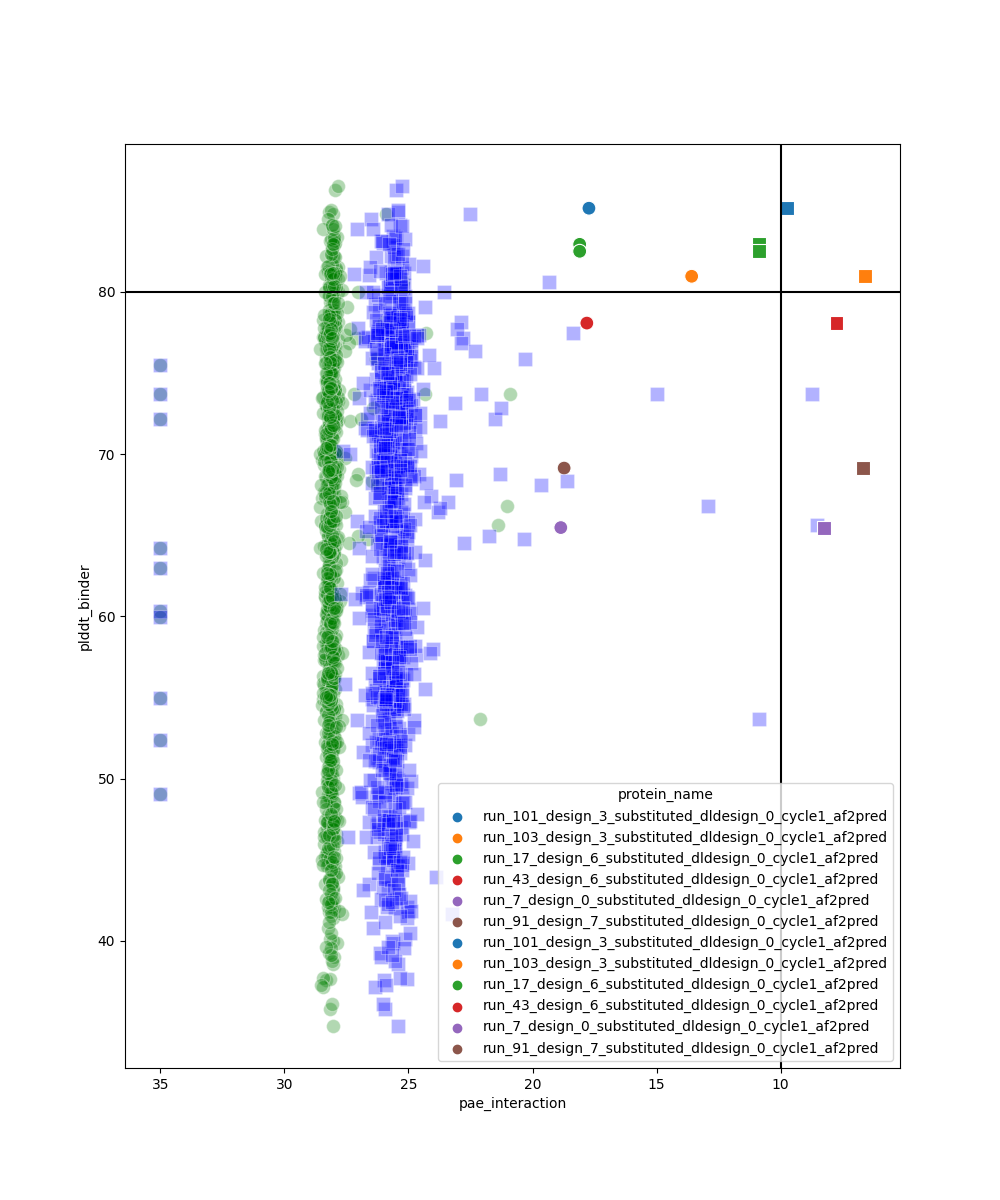 80
70
60
50
40
plddt_binder
protein_name
run_101_design_3_substituted_dldesign_0_cycle1_af2pred
run_103_design_3_substituted_dldesign_0_cycle1_af2pred
run_17_design_6_substituted_dldesign_0_cycle1_af2pred
run_43_design_6_substituted_dldesign_0_cycle1_af2pred
run_7_design_0_substituted_dldesign_0_cycle1_af2pred
run_91_design_7_substituted_dldesign_0_cycle1_af2pred
run_101_design_3_substituted_dldesign_0_cycle1_af2pred
run_103_design_3_substituted_dldesign_0_cycle1_af2pred
run_17_design_6_substituted_dldesign_0_cycle1_af2pred
run_43_design_6_substituted_dldesign_0_cycle1_af2pred
run_7_design_0_substituted_dldesign_0_cycle1_af2pred
run_91_design_7_substituted_dldesign_0_cycle1_af2pred
35 30 25 20 15 10
pae_interaction